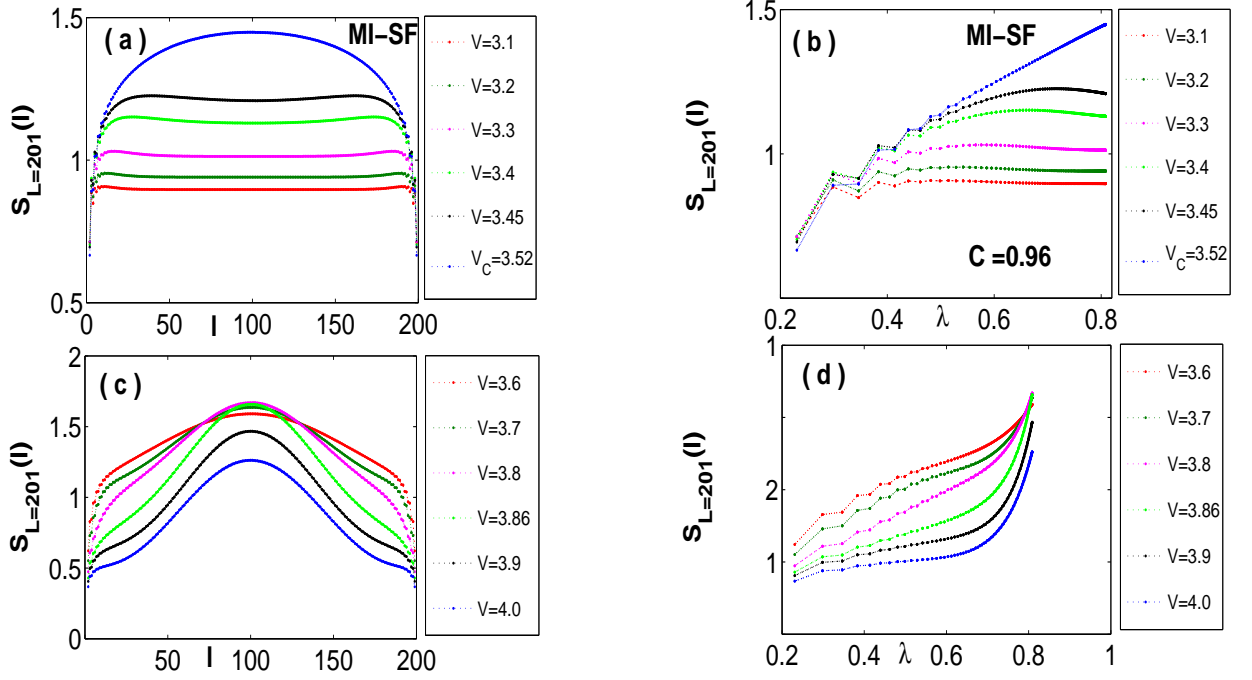 ( a )
MI−SF
S_{L=201}(l)
1.5
1
0.5
0
50
100
150
200
l
V=3.1
V=3.2
V=3.3
V=3.4
V=3.45
V_C=3.52
( b )
MI−SF
S_{L=201}(l)
1.5
1
C =0.96
0.2
0.4
0.6
0.8
λ
V=3.1
V=3.2
V=3.3
V=3.4
V=3.45
V_C=3.52
( c )
S_{L=201}(l)
2
1.5
1
0.5
0
0
50
100
150
200
l
V=3.6
V=3.7
V=3.8
V=3.86
V=3.9
V=4.0
( d )
S_{L=201}(l)
1
2
1
0.2
0.4
0.6
0.8
1
λ
V=3.6
V=3.7
V=3.8
V=3.86
V=3.9
V=4.0